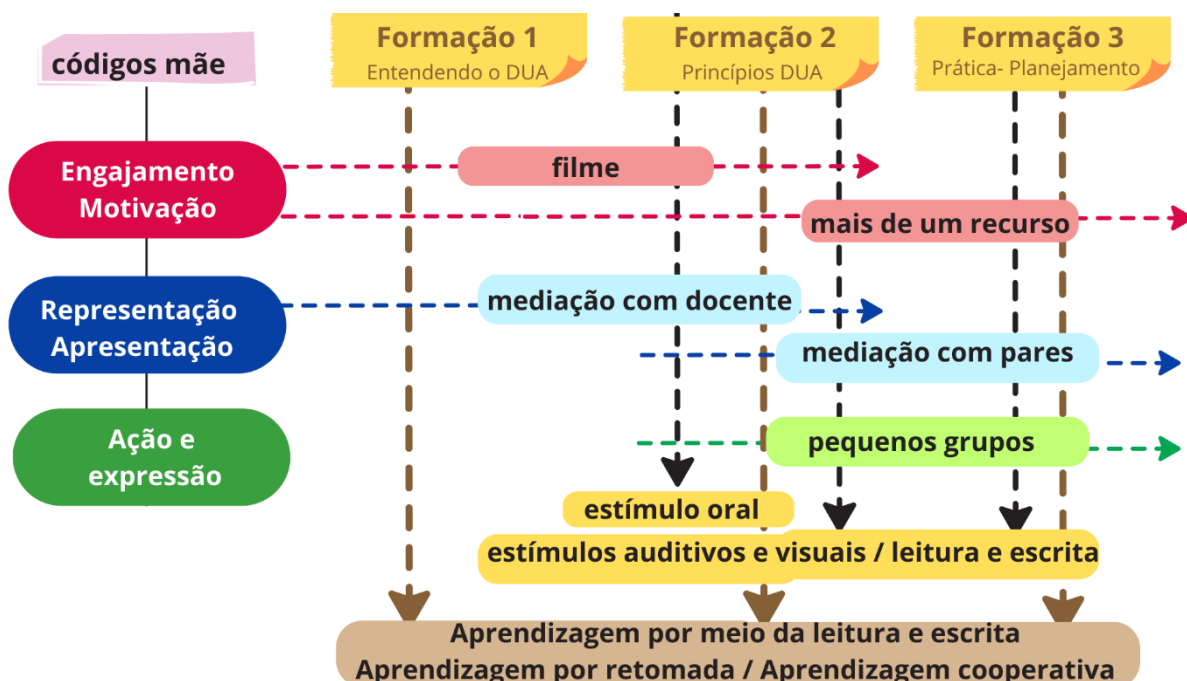 códigos mãe
Formação 1
Entendendo o DUA
Formação 2
Princípios DUA
Formação 3
Prática- Planejamento
Engajamento
Motivação
filme
mais de um recurso
Representação
Apresentação
mediação com docente
mediação com pares
Ação e
expressão
pequenos grupos
estímulo oral
estímulos auditivos e visuais / leitura e escrita
Aprendizagem por meio da leitura e escrita
Aprendizagem por retomada / Aprendizagem cooperativa